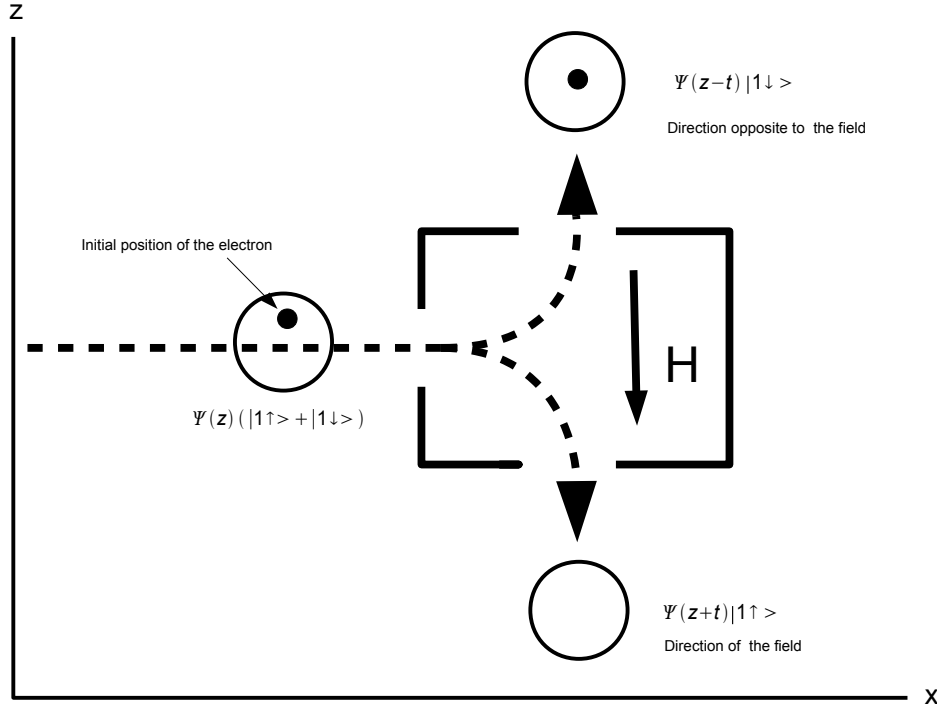 z
Ψ(z−t)|1↓>
Direction opposite to the field
Initial position of the electron
H
Ψ(z)(|1↑>+|1↓>)
Ψ(z+t)|1↑>
Direction of the field
x